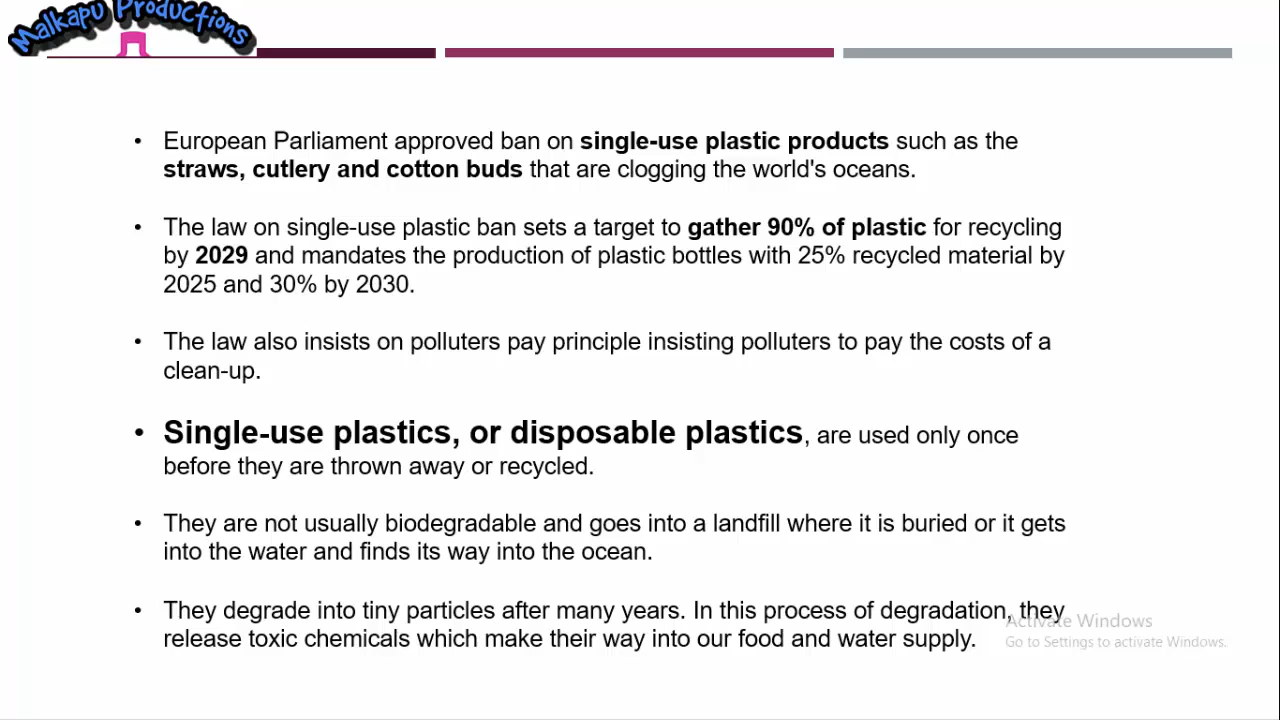 Malkapu Productions
• European Parliament approved ban on single-use plastic products such as the
straws, cutlery and cotton buds that are clogging the world's oceans.
• The law on single-use plastic ban sets a target to gather 90% of plastic for recycling
by 2029 and mandates the production of plastic bottles with 25% recycled material by
2025 and 30% by 2030.
• The law also insists on polluters pay principle insisting polluters to pay the costs of a
clean-up.
• Single-use plastics, or disposable plastics, are used only once
before they are thrown away or recycled.
• They are not usually biodegradable and goes into a landfill where it is buried or it gets
into the water and finds its way into the ocean.
• They degrade into tiny particles after many years. In this process of degradation, they
release toxic chemicals which make their way into our food and water supply.
Activate Windows
Go to Settings to activate Windows.